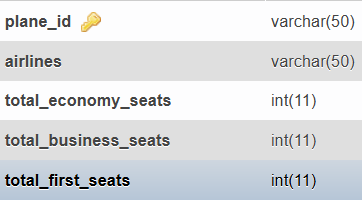 plane_id varchar(50)
airlines varchar(50)
total_economy_seats int(11)
total_business_seats int(11)
total_first_seats int(11)